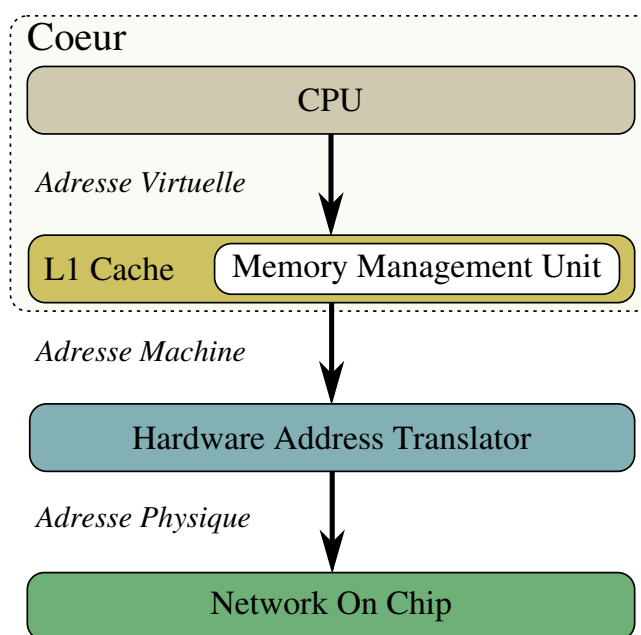 Coeur
CPU
Adresse Virtuelle
L1 Cache
Memory Management Unit
Adresse Machine
Hardware Address Translator
Adresse Physique
Network On Chip